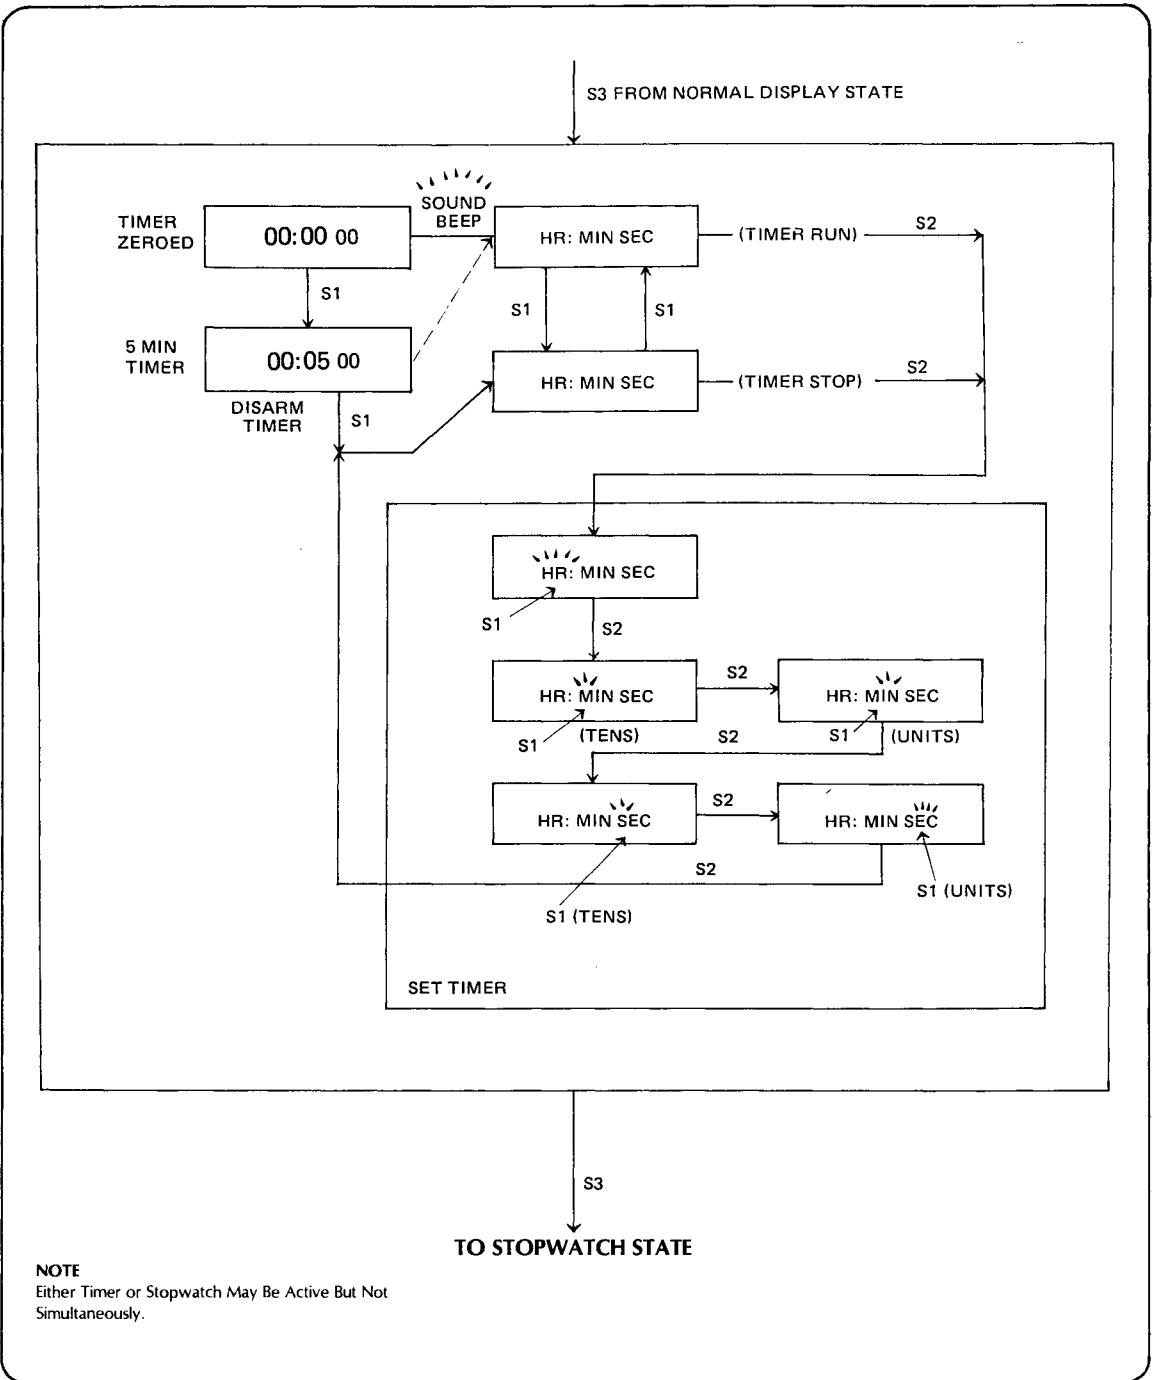 S3 FROM NORMAL DISPLAY STATE
SOUND
BEEP
TIMER
ZEROED
00:00 00
HR: MIN SEC
(TIMER RUN)
S2
S1
S1
S1
5 MIN
TIMER
00:05 00
HR: MIN SEC
(TIMER STOP)
S2
DISARM
TIMER
S1
HR: MIN SEC
S1
S2
HR: MIN SEC
S2
HR: MIN SEC
S1
(TENS)
S2
S1
(UNITS)
HR: MIN SEC
S2
HR: MIN SEC
S2
S1 (TENS)
S1 (UNITS)
SET TIMER
S3
TO STOPWATCH STATE
NOTE
Either Timer or Stopwatch May Be Active But Not
Simultaneously.